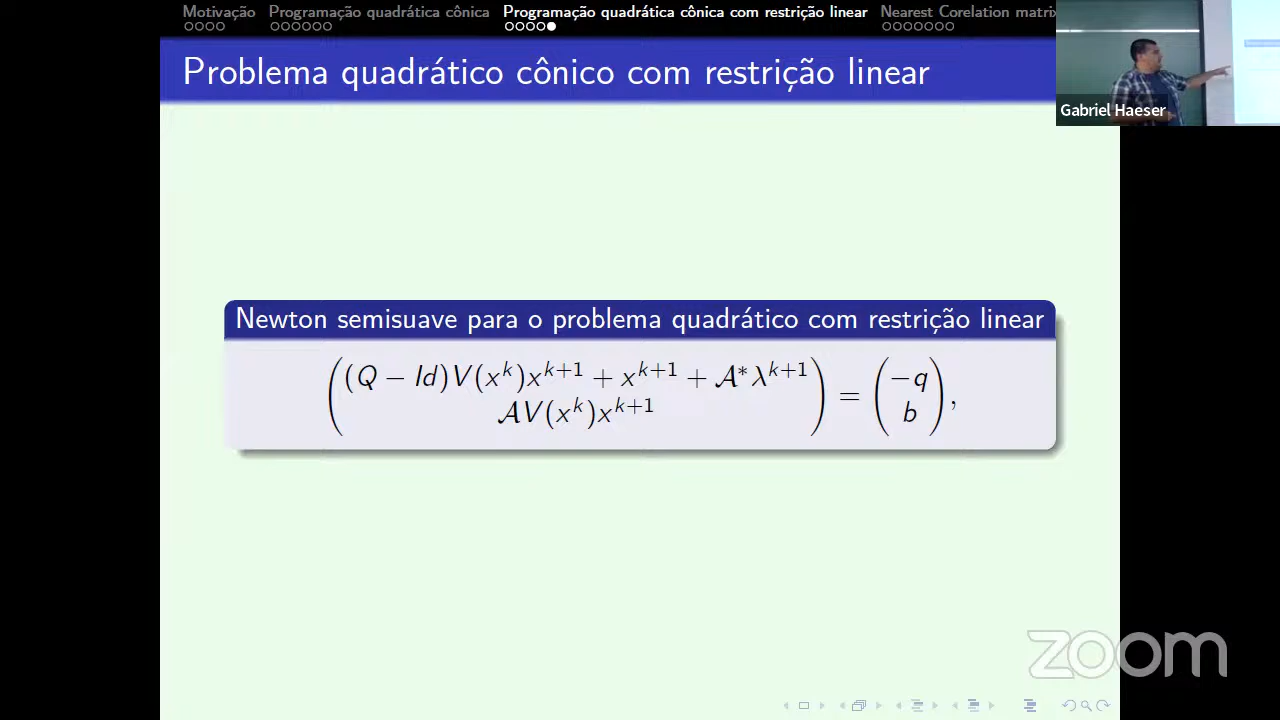 Motivação Programação quadrática cônica Programação quadrática cônica com restrição linear Nearest Corelation matrix
Problema quadrático cônico com restrição linear
Gabriel Haeser
Newton semisuave para o problema quadrático com restrição linear
(Q − Id)V(x^k)x^{k+1} + x^{k+1} + 𝒜*λ^{k+1}
𝒜V(x^k)x^{k+1}
=
−q
b
,
zoom